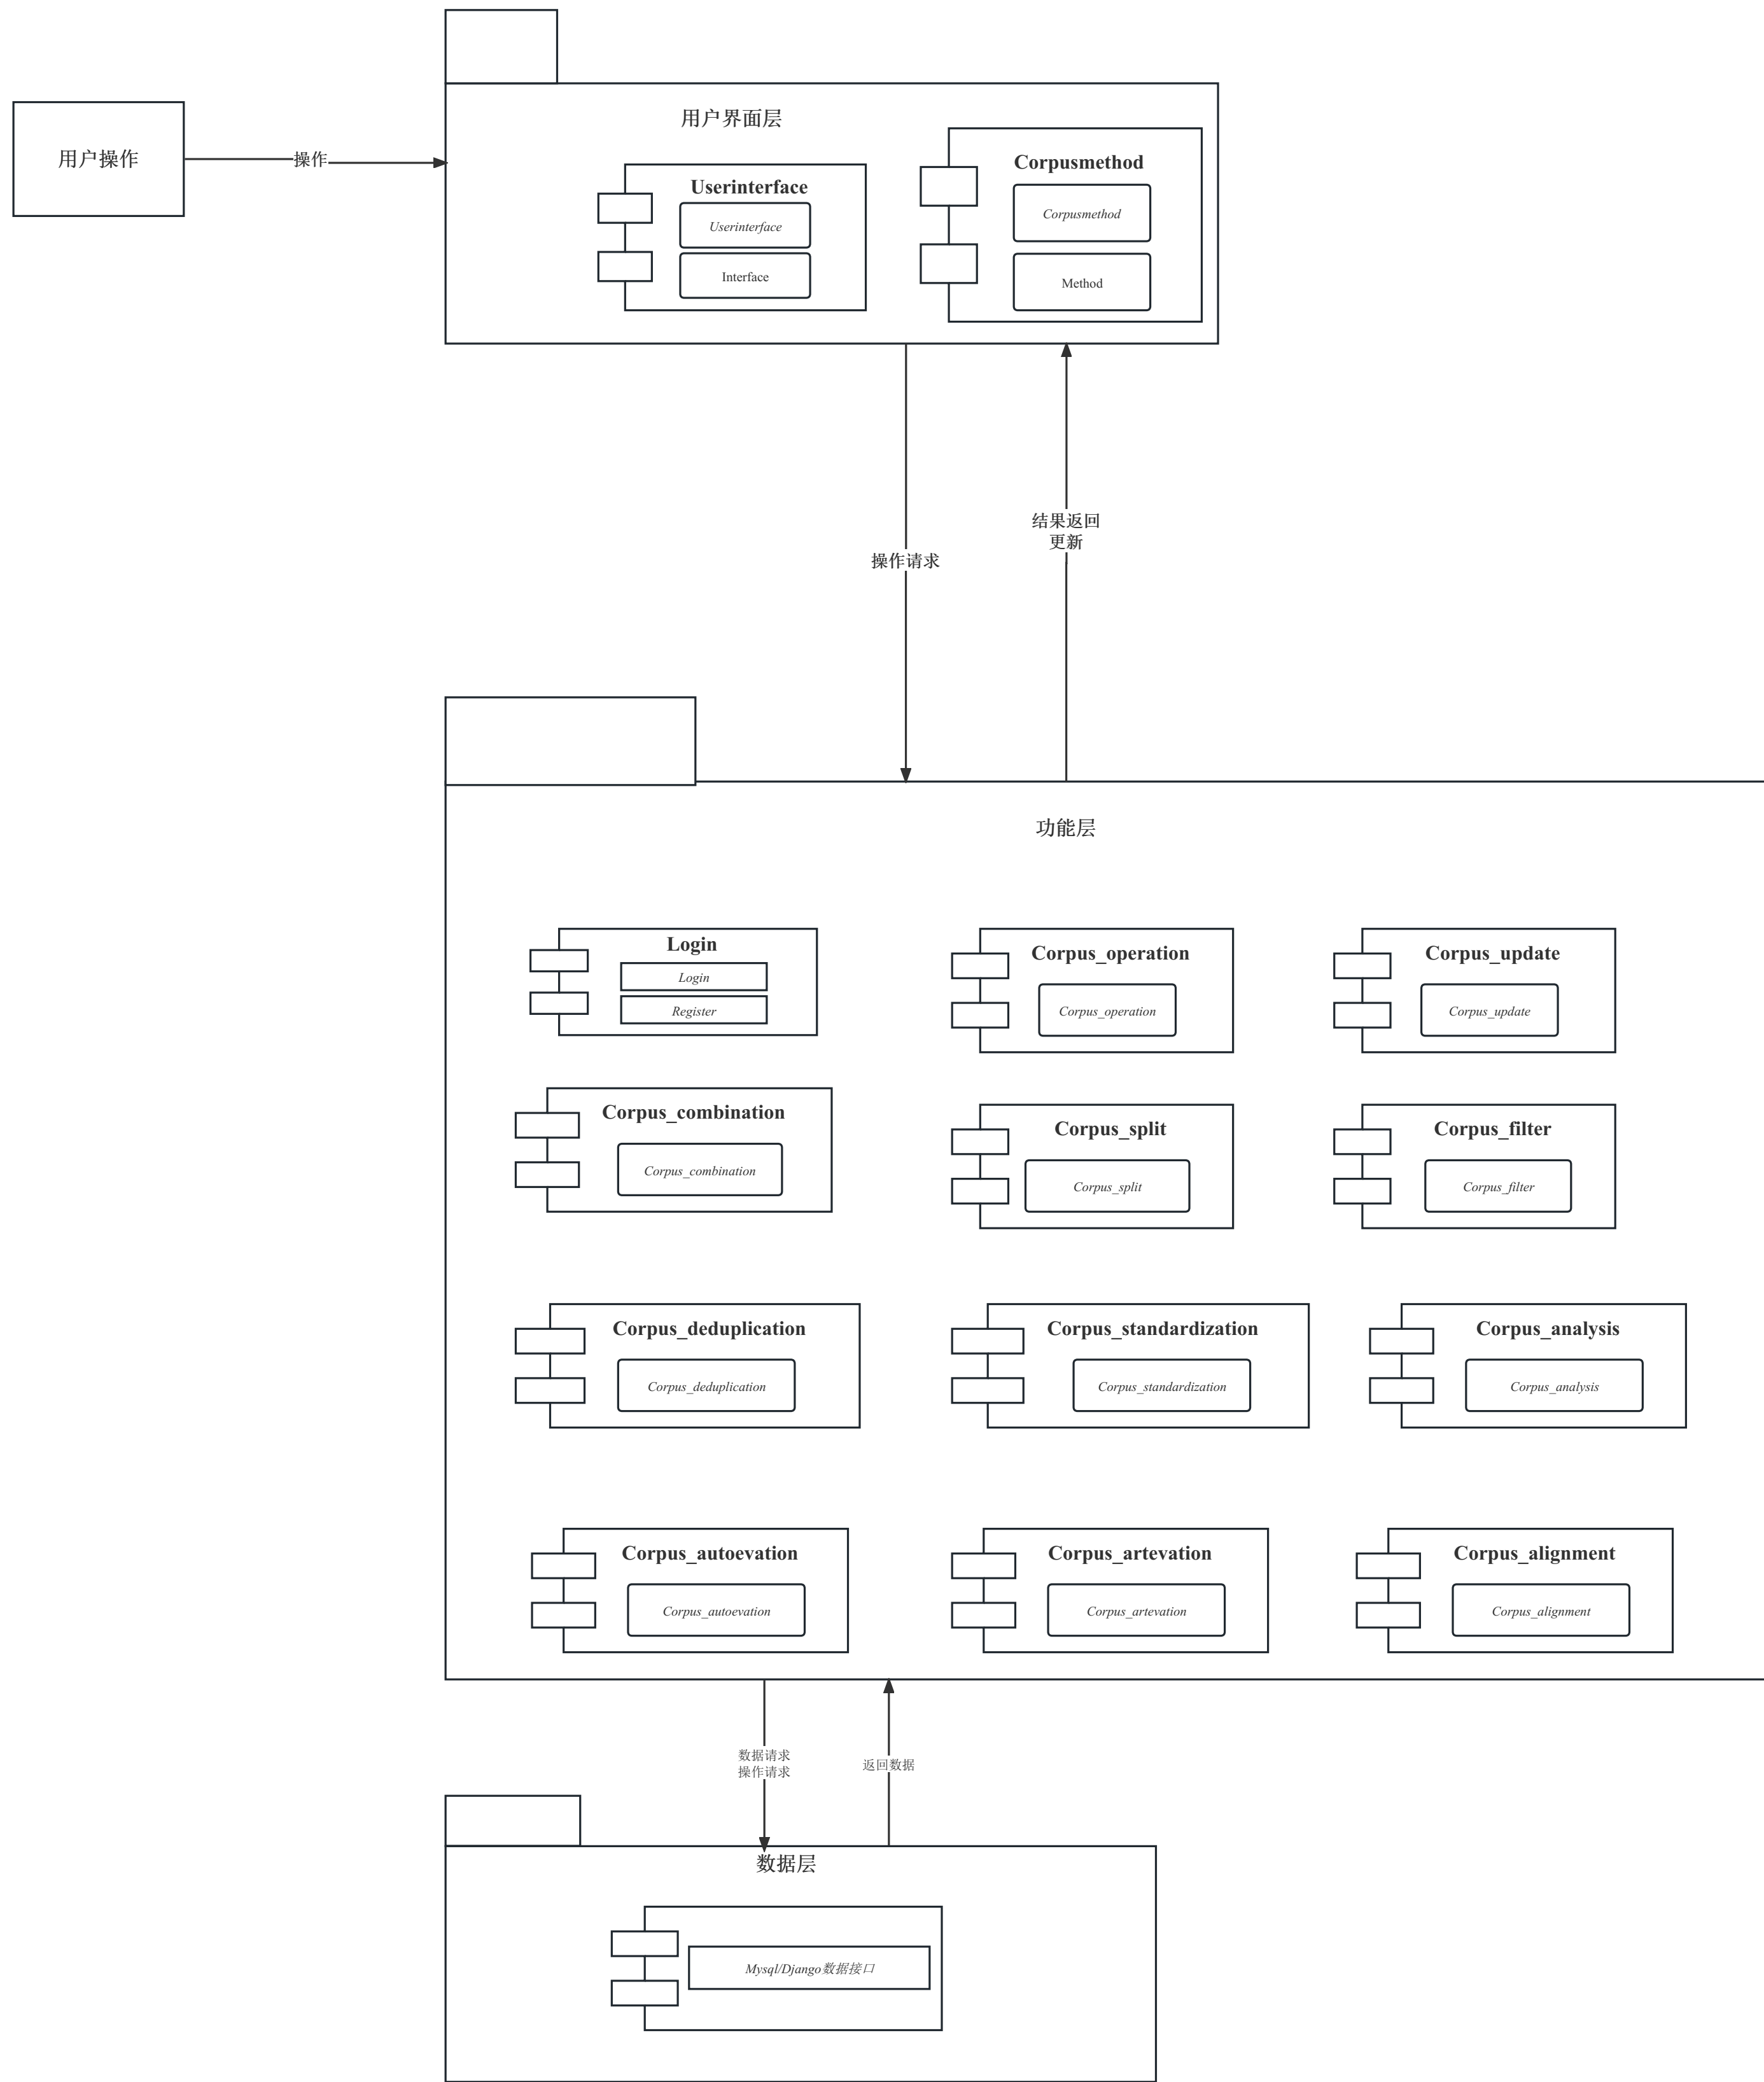 用户界面层
用户操作
操作
Userinterface
Userinterface
Interface
Corpusmethod
Corpusmethod
Method
操作请求
结果返回
更新
功能层
Login
Login
Register
Corpus_operation
Corpus_operation
Corpus_update
Corpus_update
Corpus_combination
Corpus_combination
Corpus_split
Corpus_split
Corpus_filter
Corpus_filter
Corpus_deduplication
Corpus_deduplication
Corpus_standardization
Corpus_standardization
Corpus_analysis
Corpus_analysis
Corpus_autoevation
Corpus_autoevation
Corpus_artevation
Corpus_artevation
Corpus_alignment
Corpus_alignment
数据请求
操作请求
返回数据
数据层
Mysql/Django数据接口